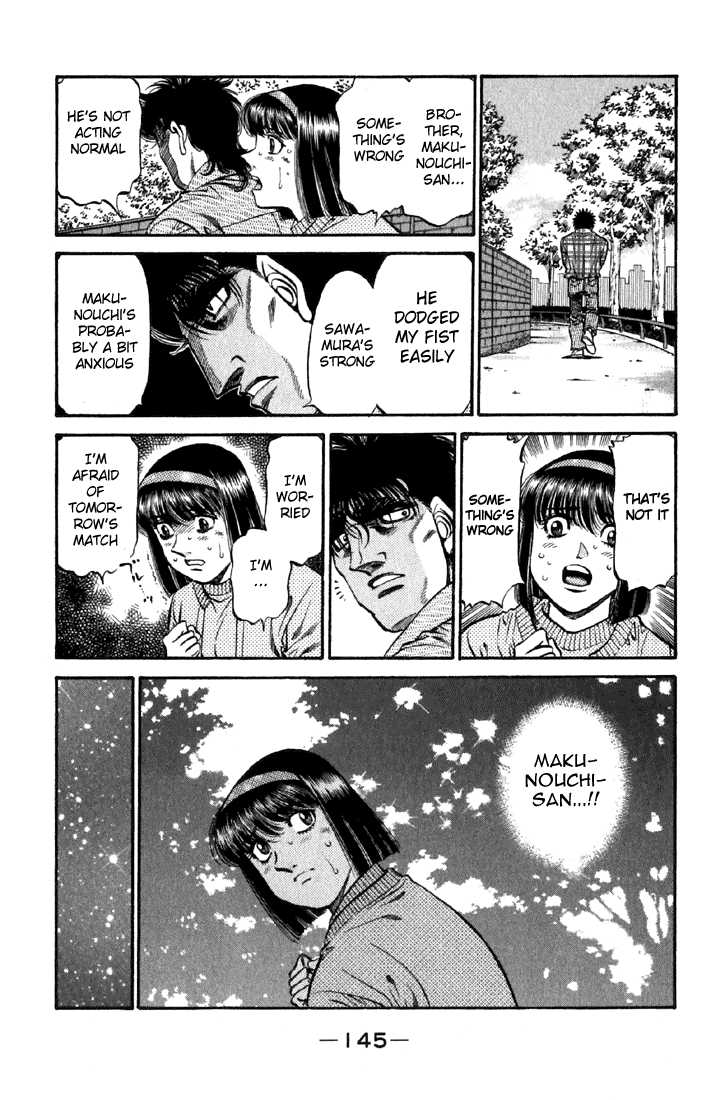 BRO-
THER,
MAKU-
NOUCHI-
SAN...
SOME-
THING'S
WRONG
HE'S NOT
ACTING
NORMAL
HE
DODGED
MY FIST
EASILY
SAWA-
MURA'S
STRONG
MAKU-
NOUCHI'S
PROBA-
BLY A BIT
ANXIOUS
THAT'S
NOT IT
SOME-
THING'S
WRONG
I'M
WOR-
RIED
I'M
...
I'M
AFRAID
OF
TOMOR-
ROW'S
MATCH
MAKU-
NOUCHI-
SAN...!!
—145—